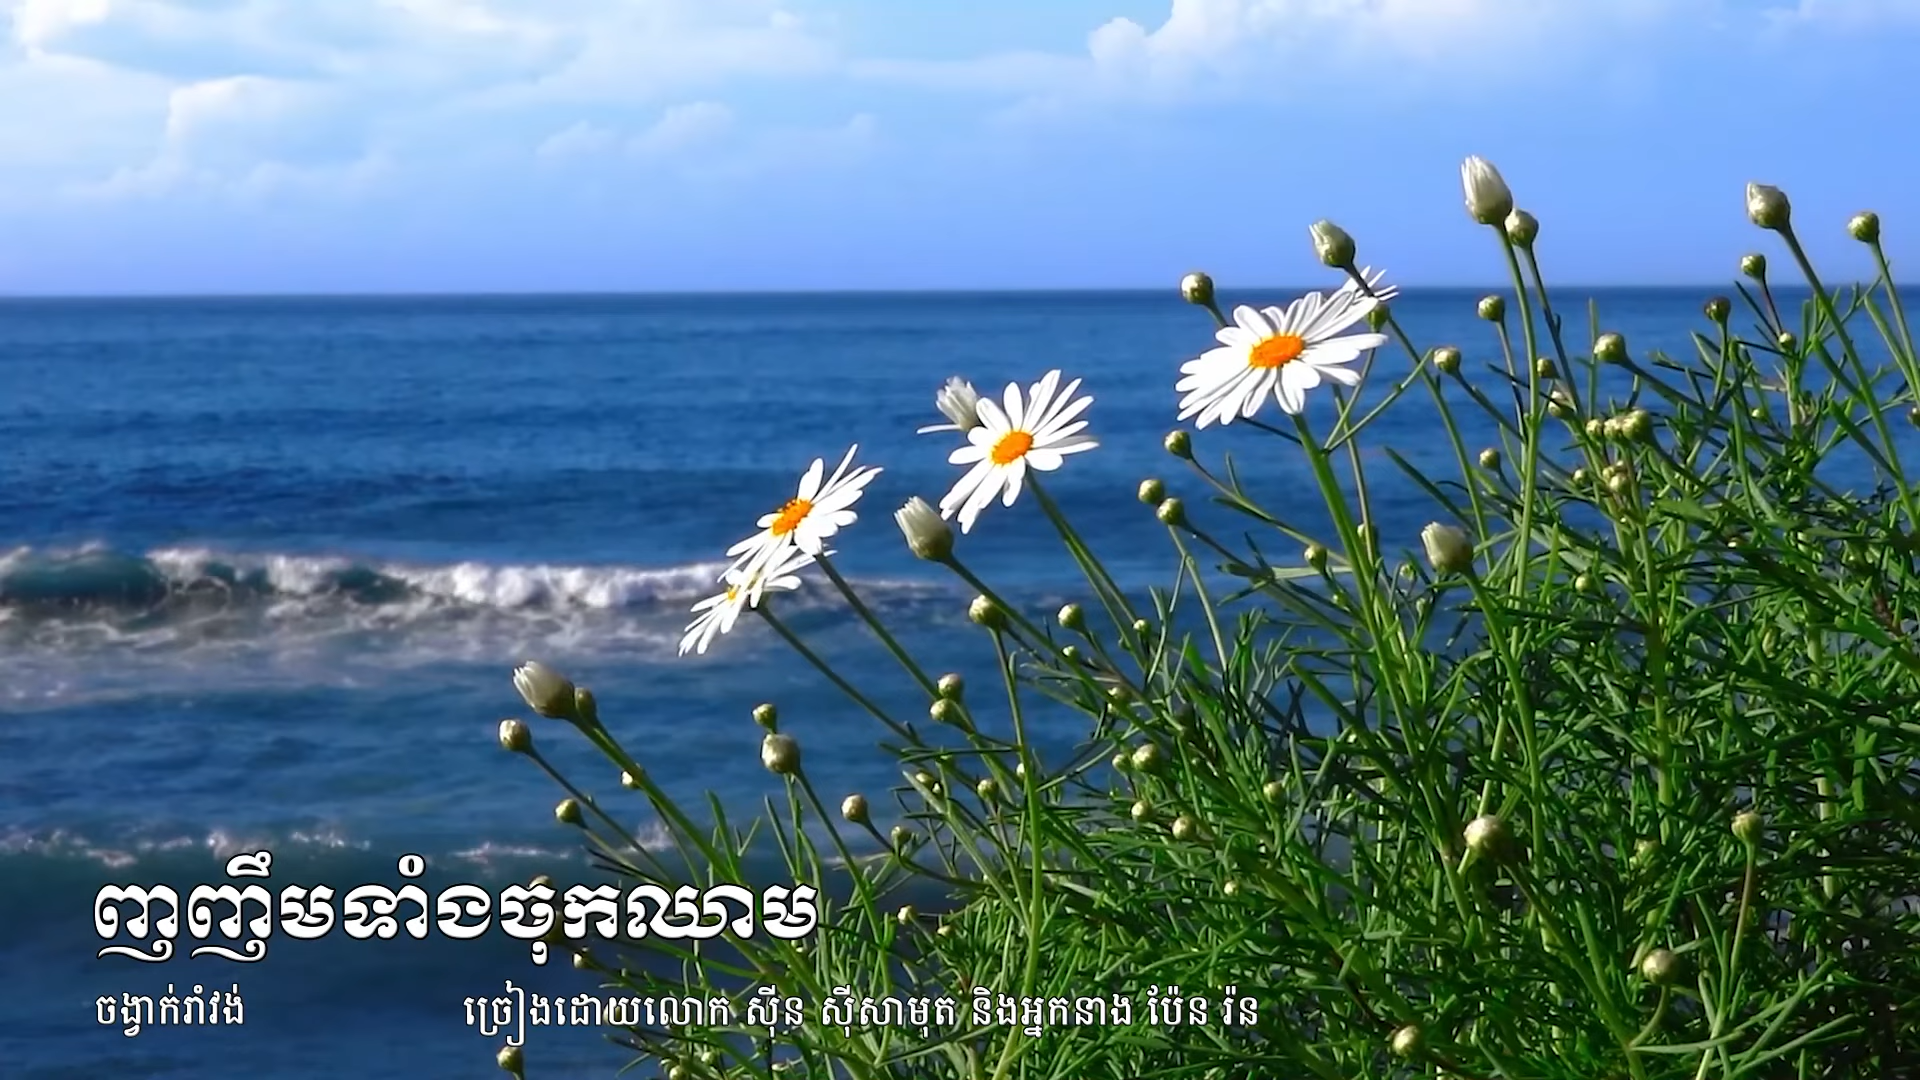 ញញឹមទាំងចុកឈាម
ចង្វាក់រាំវង់ ច្រៀងដោយលោក ស៊ីន ស៊ីសាមុត និងអ្នកនាង ប៉ែន រ៉ន